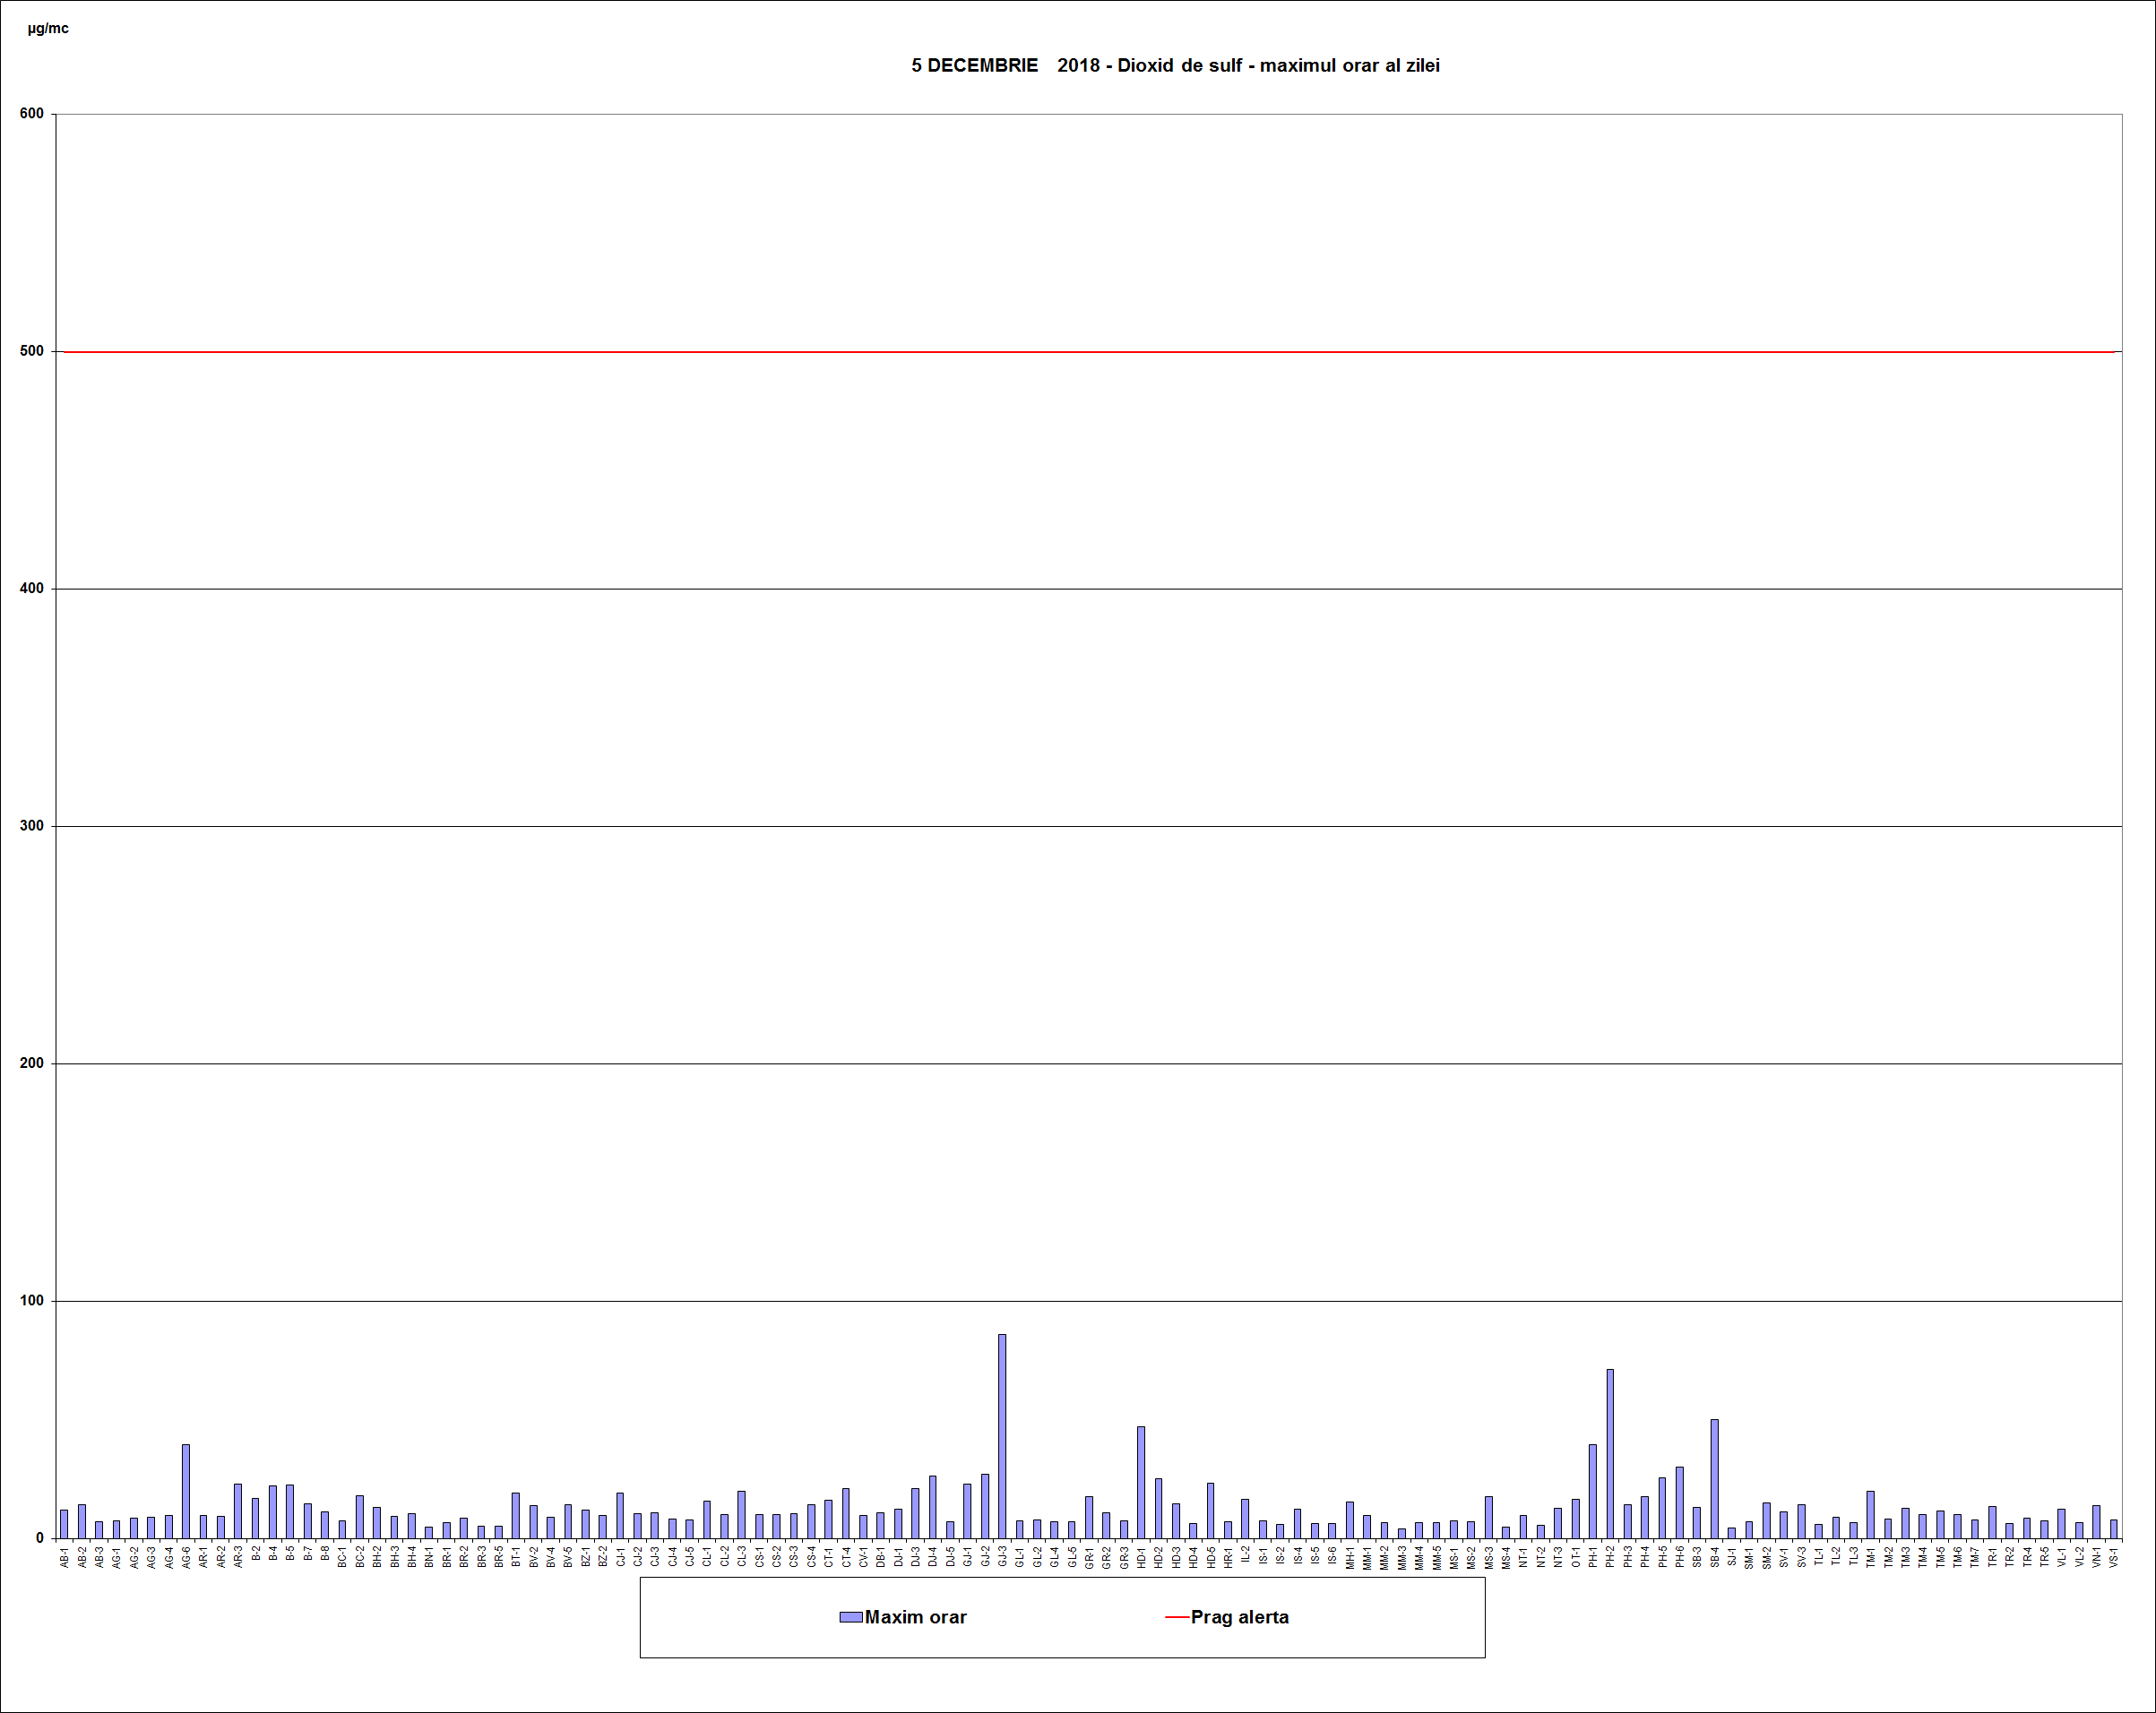 µg/mc
5 DECEMBRIE 2018 - Dioxid de sulf - maximul orar al zilei
600
500
400
300
200
100
0
AB-1 AB-2 AB-3 AG-1 AG-2 AG-3 AG-4 AG-6 AR-1 AR-2 AR-3 B-2 B-4 B-5 B-7 B-8 BC-1 BC-2 BH-2 BH-3 BH-4 BN-1 BR-1 BR-2 BR-3 BR-5 BT-1 BV-2 BV-4 BV-5 BZ-1 BZ-2 CJ-1 CJ-2 CJ-3 CJ-4 CJ-5 CL-1 CL-2 CL-3 CS-1 CS-2 CS-3 CS-4 CT-1 CT-4 CV-1 DB-1 DJ-1 DJ-3 DJ-4 DJ-5 GJ-1 GJ-2 GJ-3 GL-1 GL-2 GL-4 GL-5 GR-1 GR-2 GR-3 HD-1 HD-2 HD-3 HD-4 HD-5 HR-1 IL-2 IS-1 IS-2 IS-4 IS-5 IS-6 MH-1 MM-1 MM-2 MM-3 MM-4 MM-5 MS-1 MS-2 MS-3 MS-4 NT-1 NT-2 NT-3 OT-1 PH-1 PH-2 PH-3 PH-4 PH-5 PH-6 SB-3 SB-4 SJ-1 SM-1 SM-2 SV-1 SV-3 TL-1 TL-2 TL-3 TM-1 TM-2 TM-3 TM-4 TM-5 TM-6 TM-7 TR-1 TR-2 TR-4 TR-5 VL-1 VL-2 VN-1 VS-1
Maxim orar Prag alerta